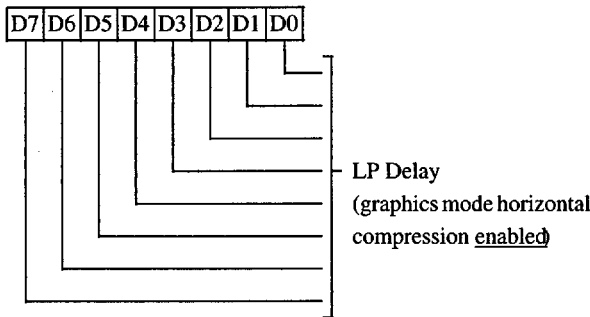 D7 D6 D5 D4 D3 D2 D1 D0
LP Delay
(graphics mode horizontal
compression enabled)